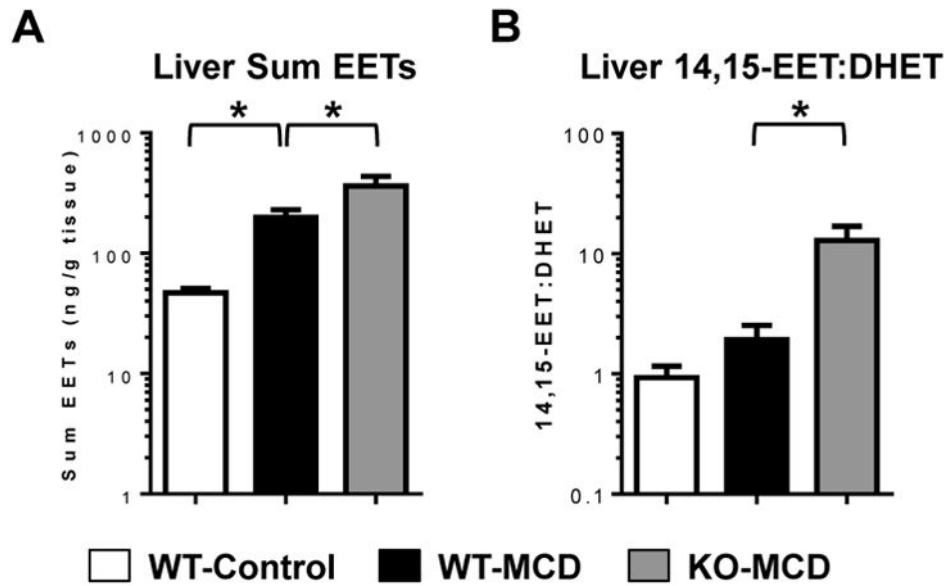 A
Liver Sum EETs
*
*
Sum EETs (ng/g tissue)
1000
100
10
1
B
Liver 14,15-EET:DHET
*
14,15-EET:DHET
100
10
1
0.1
WT-Control
WT-MCD
KO-MCD